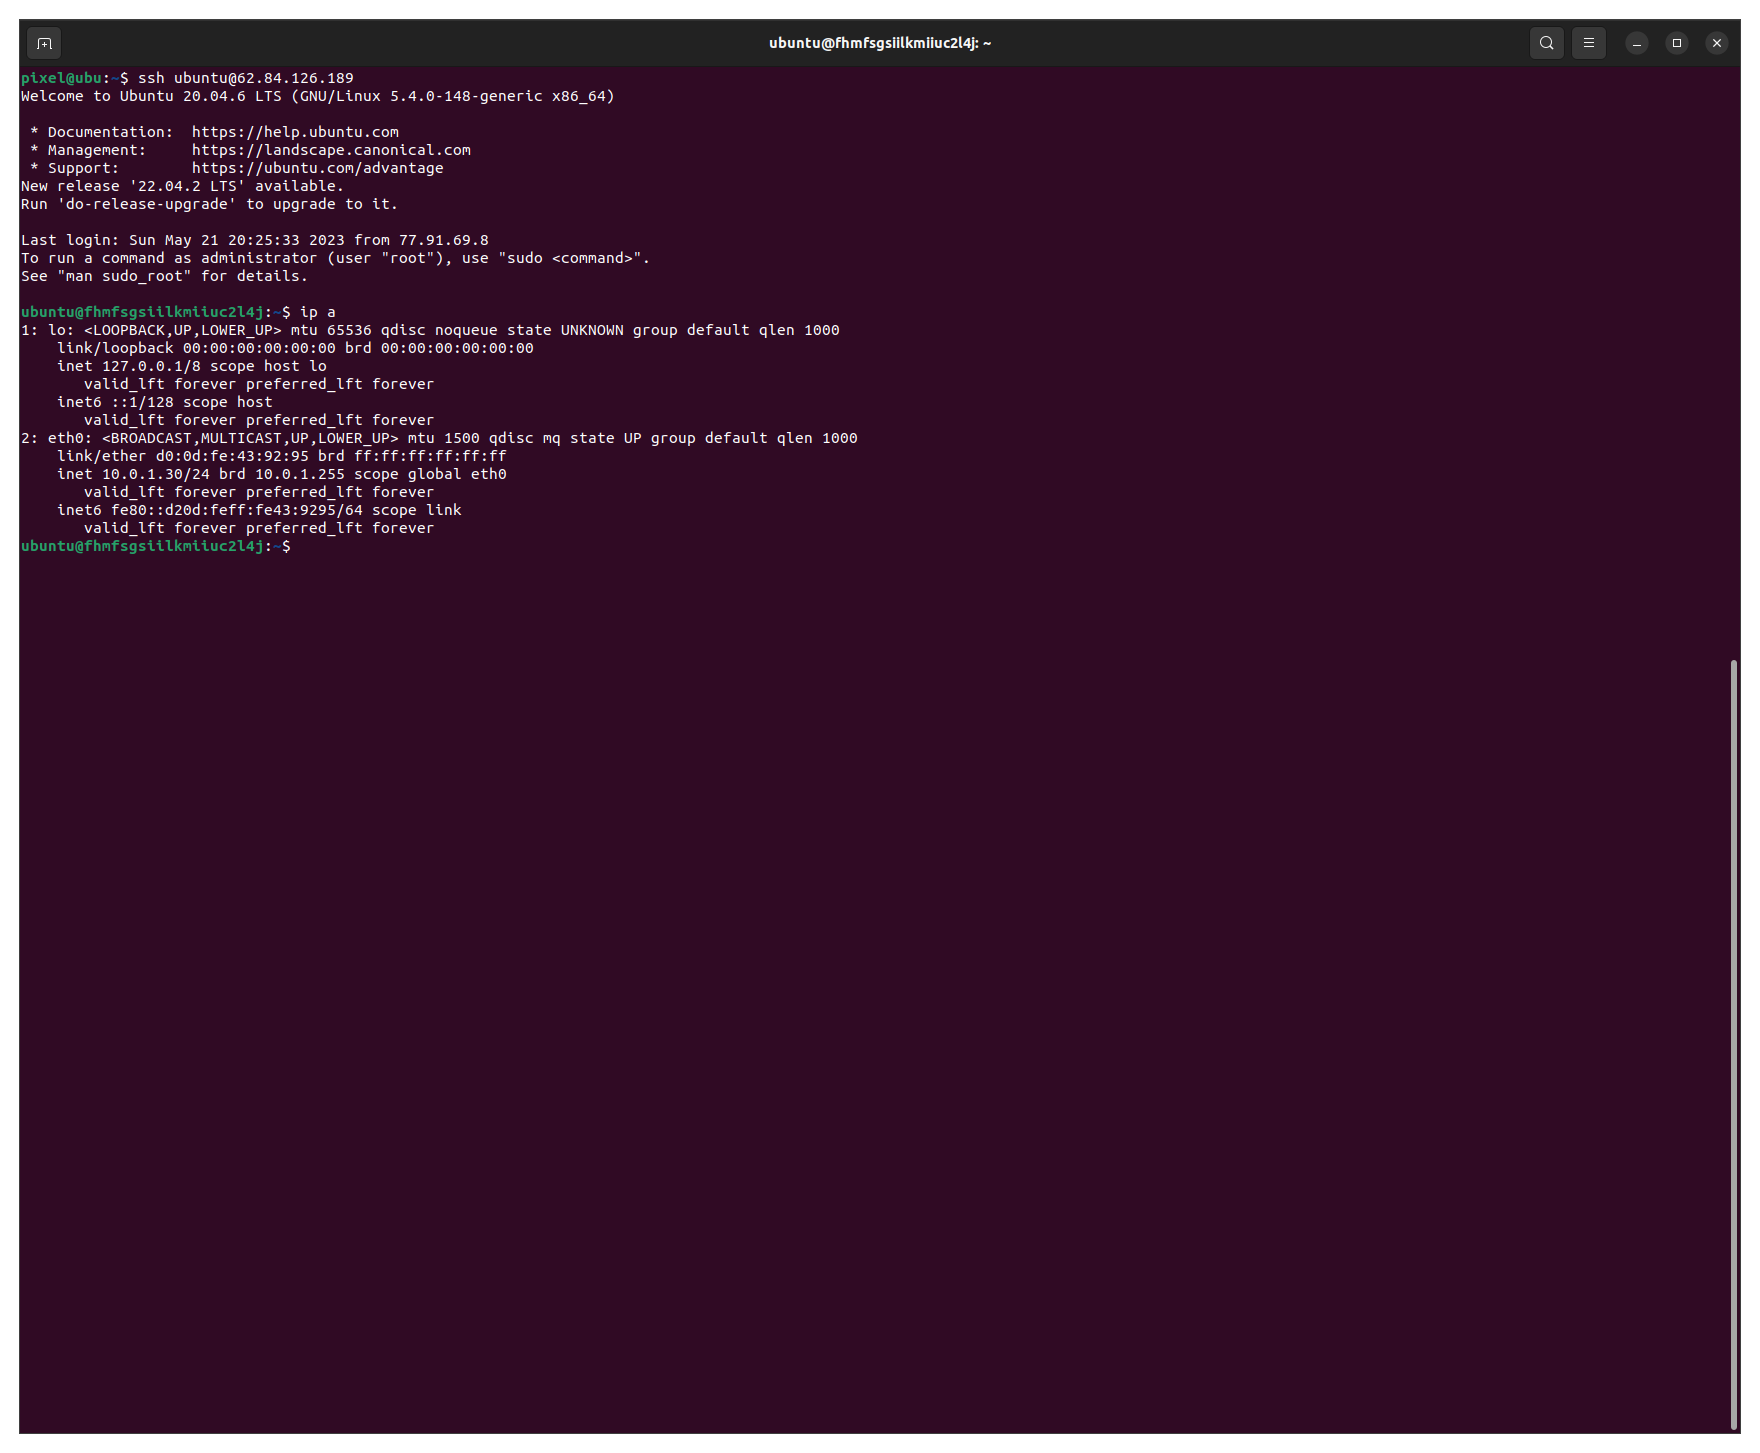 ubuntu@fhmfsgsiilkmiiuc2l4j: ~
pixel@ubu:~$ ssh ubuntu@62.84.126.189
Welcome to Ubuntu 20.04.6 LTS (GNU/Linux 5.4.0-148-generic x86_64)
* Documentation:  https://help.ubuntu.com
* Management:     https://landscape.canonical.com
* Support:        https://ubuntu.com/advantage
New release '22.04.2 LTS' available.
Run 'do-release-upgrade' to upgrade to it.
Last login: Sun May 21 20:25:33 2023 from 77.91.69.8
To run a command as administrator (user "root"), use "sudo <command>".
See "man sudo_root" for details.
ubuntu@fhmfsgsiilkmiiuc2l4j:~$ ip a
1: lo: <LOOPBACK,UP,LOWER_UP> mtu 65536 qdisc noqueue state UNKNOWN group default qlen 1000
    link/loopback 00:00:00:00:00:00 brd 00:00:00:00:00:00
    inet 127.0.0.1/8 scope host lo
       valid_lft forever preferred_lft forever
    inet6 ::1/128 scope host
       valid_lft forever preferred_lft forever
2: eth0: <BROADCAST,MULTICAST,UP,LOWER_UP> mtu 1500 qdisc mq state UP group default qlen 1000
    link/ether d0:0d:fe:43:92:95 brd ff:ff:ff:ff:ff:ff
    inet 10.0.1.30/24 brd 10.0.1.255 scope global eth0
       valid_lft forever preferred_lft forever
    inet6 fe80::d20d:feff:fe43:9295/64 scope link
       valid_lft forever preferred_lft forever
ubuntu@fhmfsgsiilkmiiuc2l4j:~$